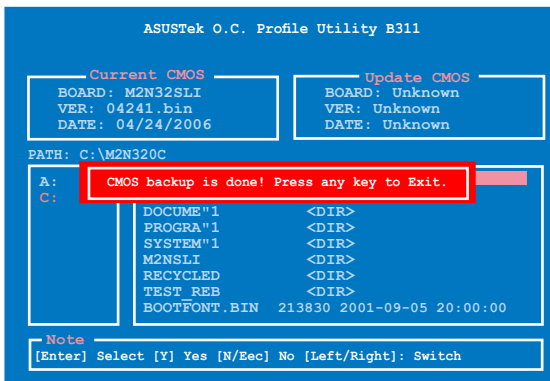 ASUSTek O.C. Profile Utility B311
Current CMOS
BOARD: M2N32SLI
VER: 04241.bin
DATE: 04/24/2006
Update CMOS
BOARD: Unknown
VER: Unknown
DATE: Unknown
PATH: C:\M2N320C
A:
C:
CMOS backup is done! Press any key to Exit.
DOCUME"1 <DIR>
PROGRA"1 <DIR>
SYSTEM"1 <DIR>
M2NSLI <DIR>
RECYCLED <DIR>
TEST_REB <DIR>
BOOTFONT.BIN 213830 2001-09-05 20:00:00
Note
[Enter] Select [Y] Yes [N/Eec] No [Left/Right]: Switch